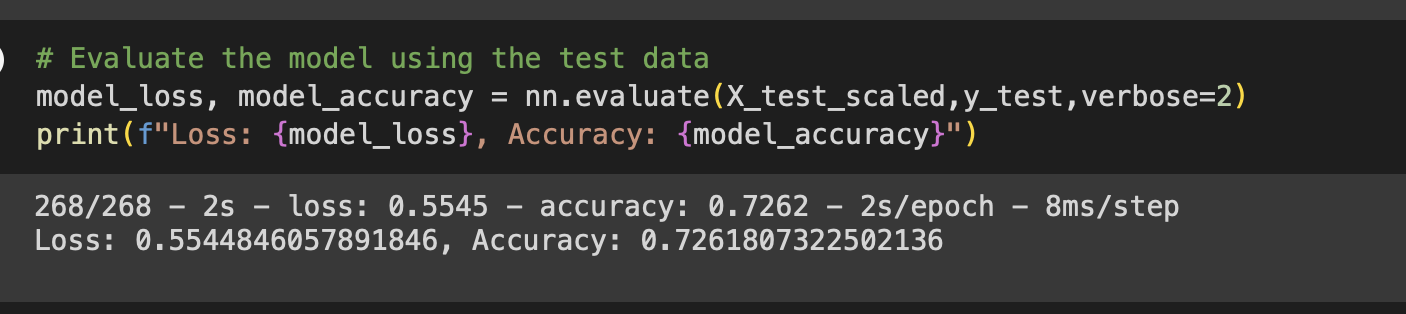 # Evaluate the model using the test data
model_loss, model_accuracy = nn.evaluate(X_test_scaled,y_test,verbose=2)
print(f"Loss: {model_loss}, Accuracy: {model_accuracy}")
268/268 - 2s - loss: 0.5545 - accuracy: 0.7262 - 2s/epoch - 8ms/step
Loss: 0.5544846057891846, Accuracy: 0.7261807322502136